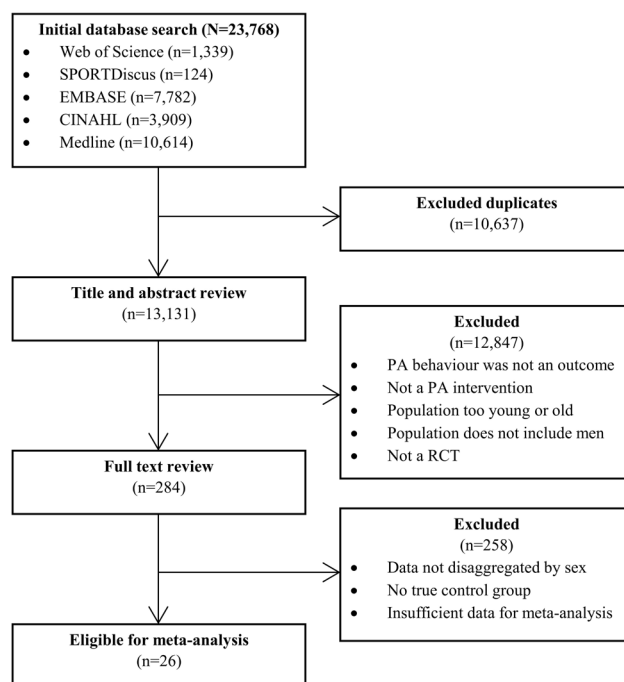 Initial database search (N=23,768)
• Web of Science (n=1,339)
• SPORTDiscus (n=124)
• EMBASE (n=7,782)
• CINAHL (n=3,909)
• Medline (n=10,614)
Excluded duplicates
(n=10,637)
Title and abstract review
(n=13,131)
Excluded
(n=12,847)
• PA behaviour was not an outcome
• Not a PA intervention
• Population too young or old
• Population does not include men
• Not a RCT
Full text review
(n=284)
Excluded
(n=258)
• Data not disaggregated by sex
• No true control group
• Insufficient data for meta-analysis
Eligible for meta-analysis
(n=26)